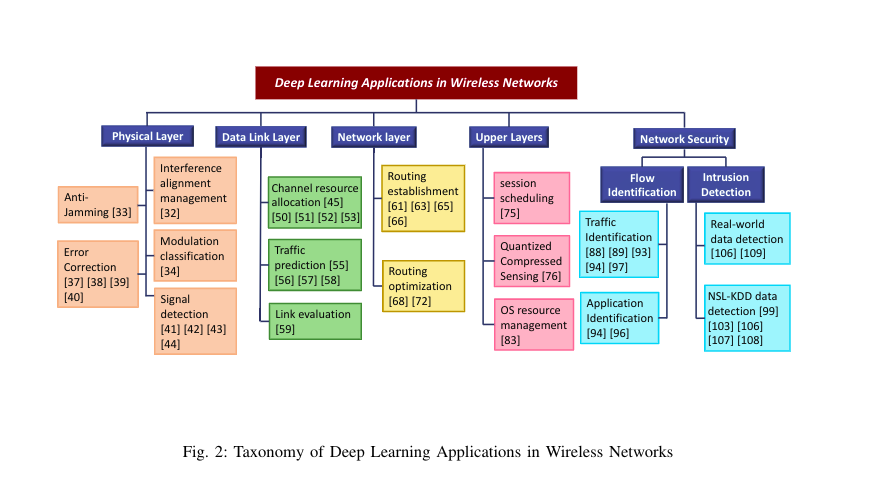 Deep Learning Applications in Wireless Networks
Physical Layer
Data Link Layer
Network layer
Upper Layers
Network Security
Flow
Identification
Intrusion
Detection
Anti-
Jamming [33]
Error
Correction
[37] [38] [39]
[40]
Interference
alignment
management
[32]
Modulation
classification
[34]
Signal
detection
[41] [42] [43]
[44]
Channel resource
allocation [45]
[50] [51] [52] [53]
Traffic
prediction [55]
[56] [57] [58]
Link evaluation
[59]
Routing
establishment
[61] [63] [65]
[66]
Routing
optimization
[68] [72]
session
scheduling
[75]
Quantized
Compressed
Sensing [76]
OS resource
management
[83]
Traffic
Identification
[88] [89] [93]
[94] [97]
Application
Identification
[94] [96]
Real-world
data detection
[106] [109]
NSL-KDD data
detection [99]
[103] [106]
[107] [108]
Fig. 2: Taxonomy of Deep Learning Applications in Wireless Networks